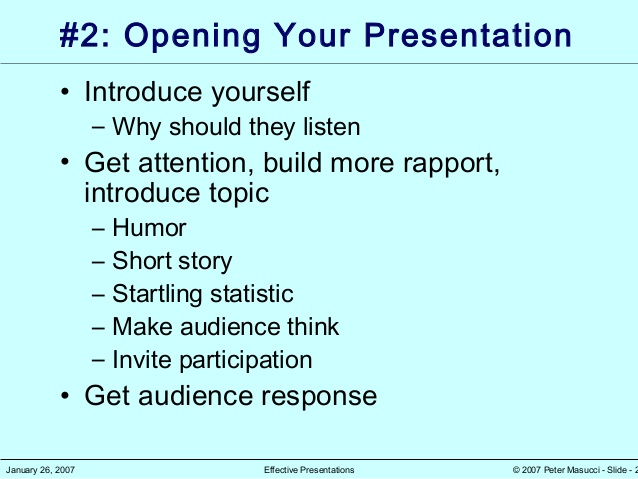 #2: Opening Your Presentation
• Introduce yourself
– Why should they listen
• Get attention, build more rapport,
introduce topic
– Humor
– Short story
– Startling statistic
– Make audience think
– Invite participation
• Get audience response
January 26, 2007
Effective Presentations
© 2007 Peter Masucci - Slide -